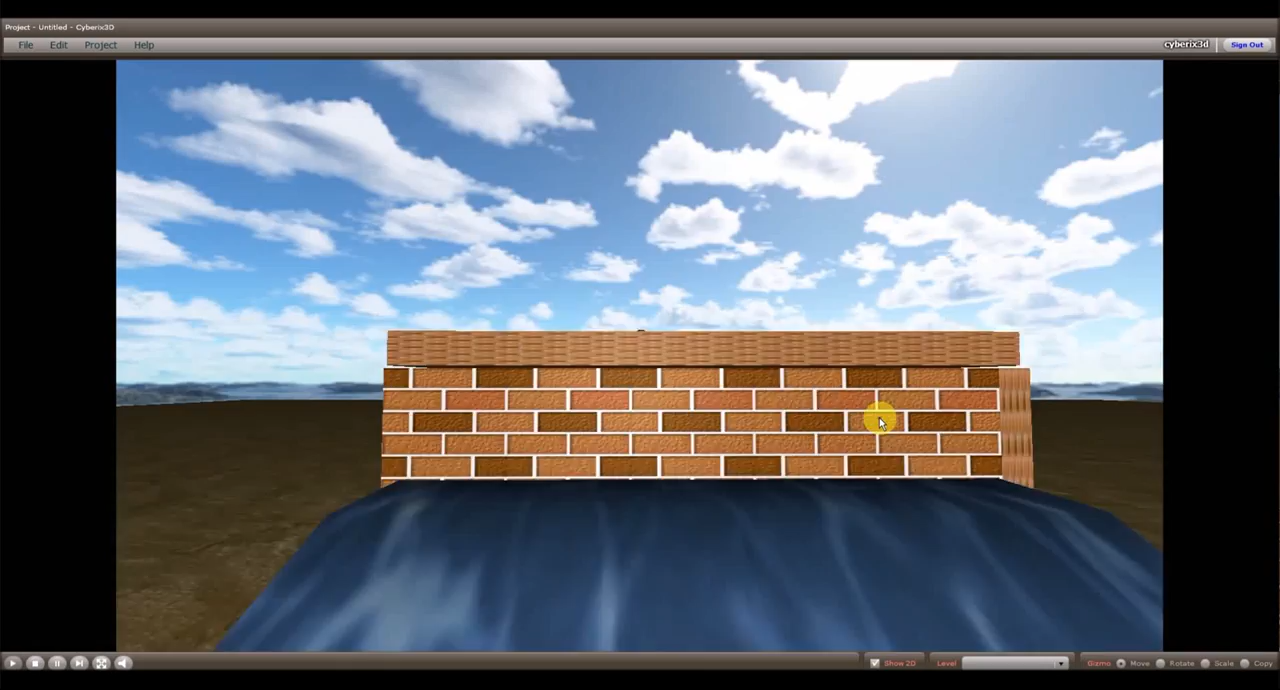 Project - Untitled - Cyberix3D
File Edit Project Help
cyberix3d Sign Out
Show 2D Level Gizmo Move Rotate Scale Copy